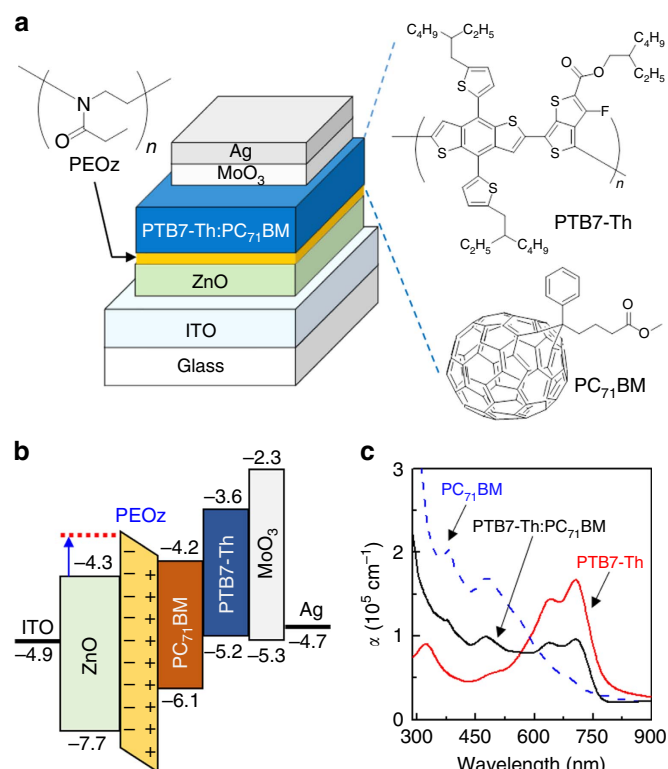 a
N
O
n
PEOz
Ag
MoO₃
PTB7-Th:PC₇₁BM
ZnO
ITO
Glass
C₄H₉
C₂H₅
S
S
S
S
S
S
O
O
F
C₄H₉
C₂H₅
n
C₂H₅
C₄H₉
PTB7-Th
O
OMe
PC₇₁BM
b
PEOz
–4.3
–4.2
–3.6
–2.3
ITO
–4.9
ZnO
–7.7
PC₇₁BM
–6.1
PTB7-Th
–5.2
MoO₃
–5.3
Ag
–4.7
c
PC₇₁BM
PTB7-Th:PC₇₁BM
PTB7-Th
α (10⁵ cm⁻¹)
3
2
1
0
300 450 600 750 900
Wavelength (nm)